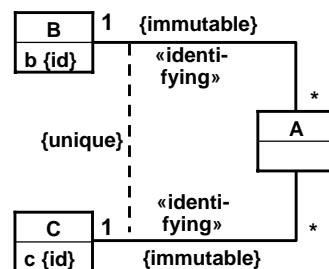 B
b {id}
1
{immutable}
«identi-
fying»
*
A
{unique}
«identi-
fying»
*
C
c {id}
1
{immutable}